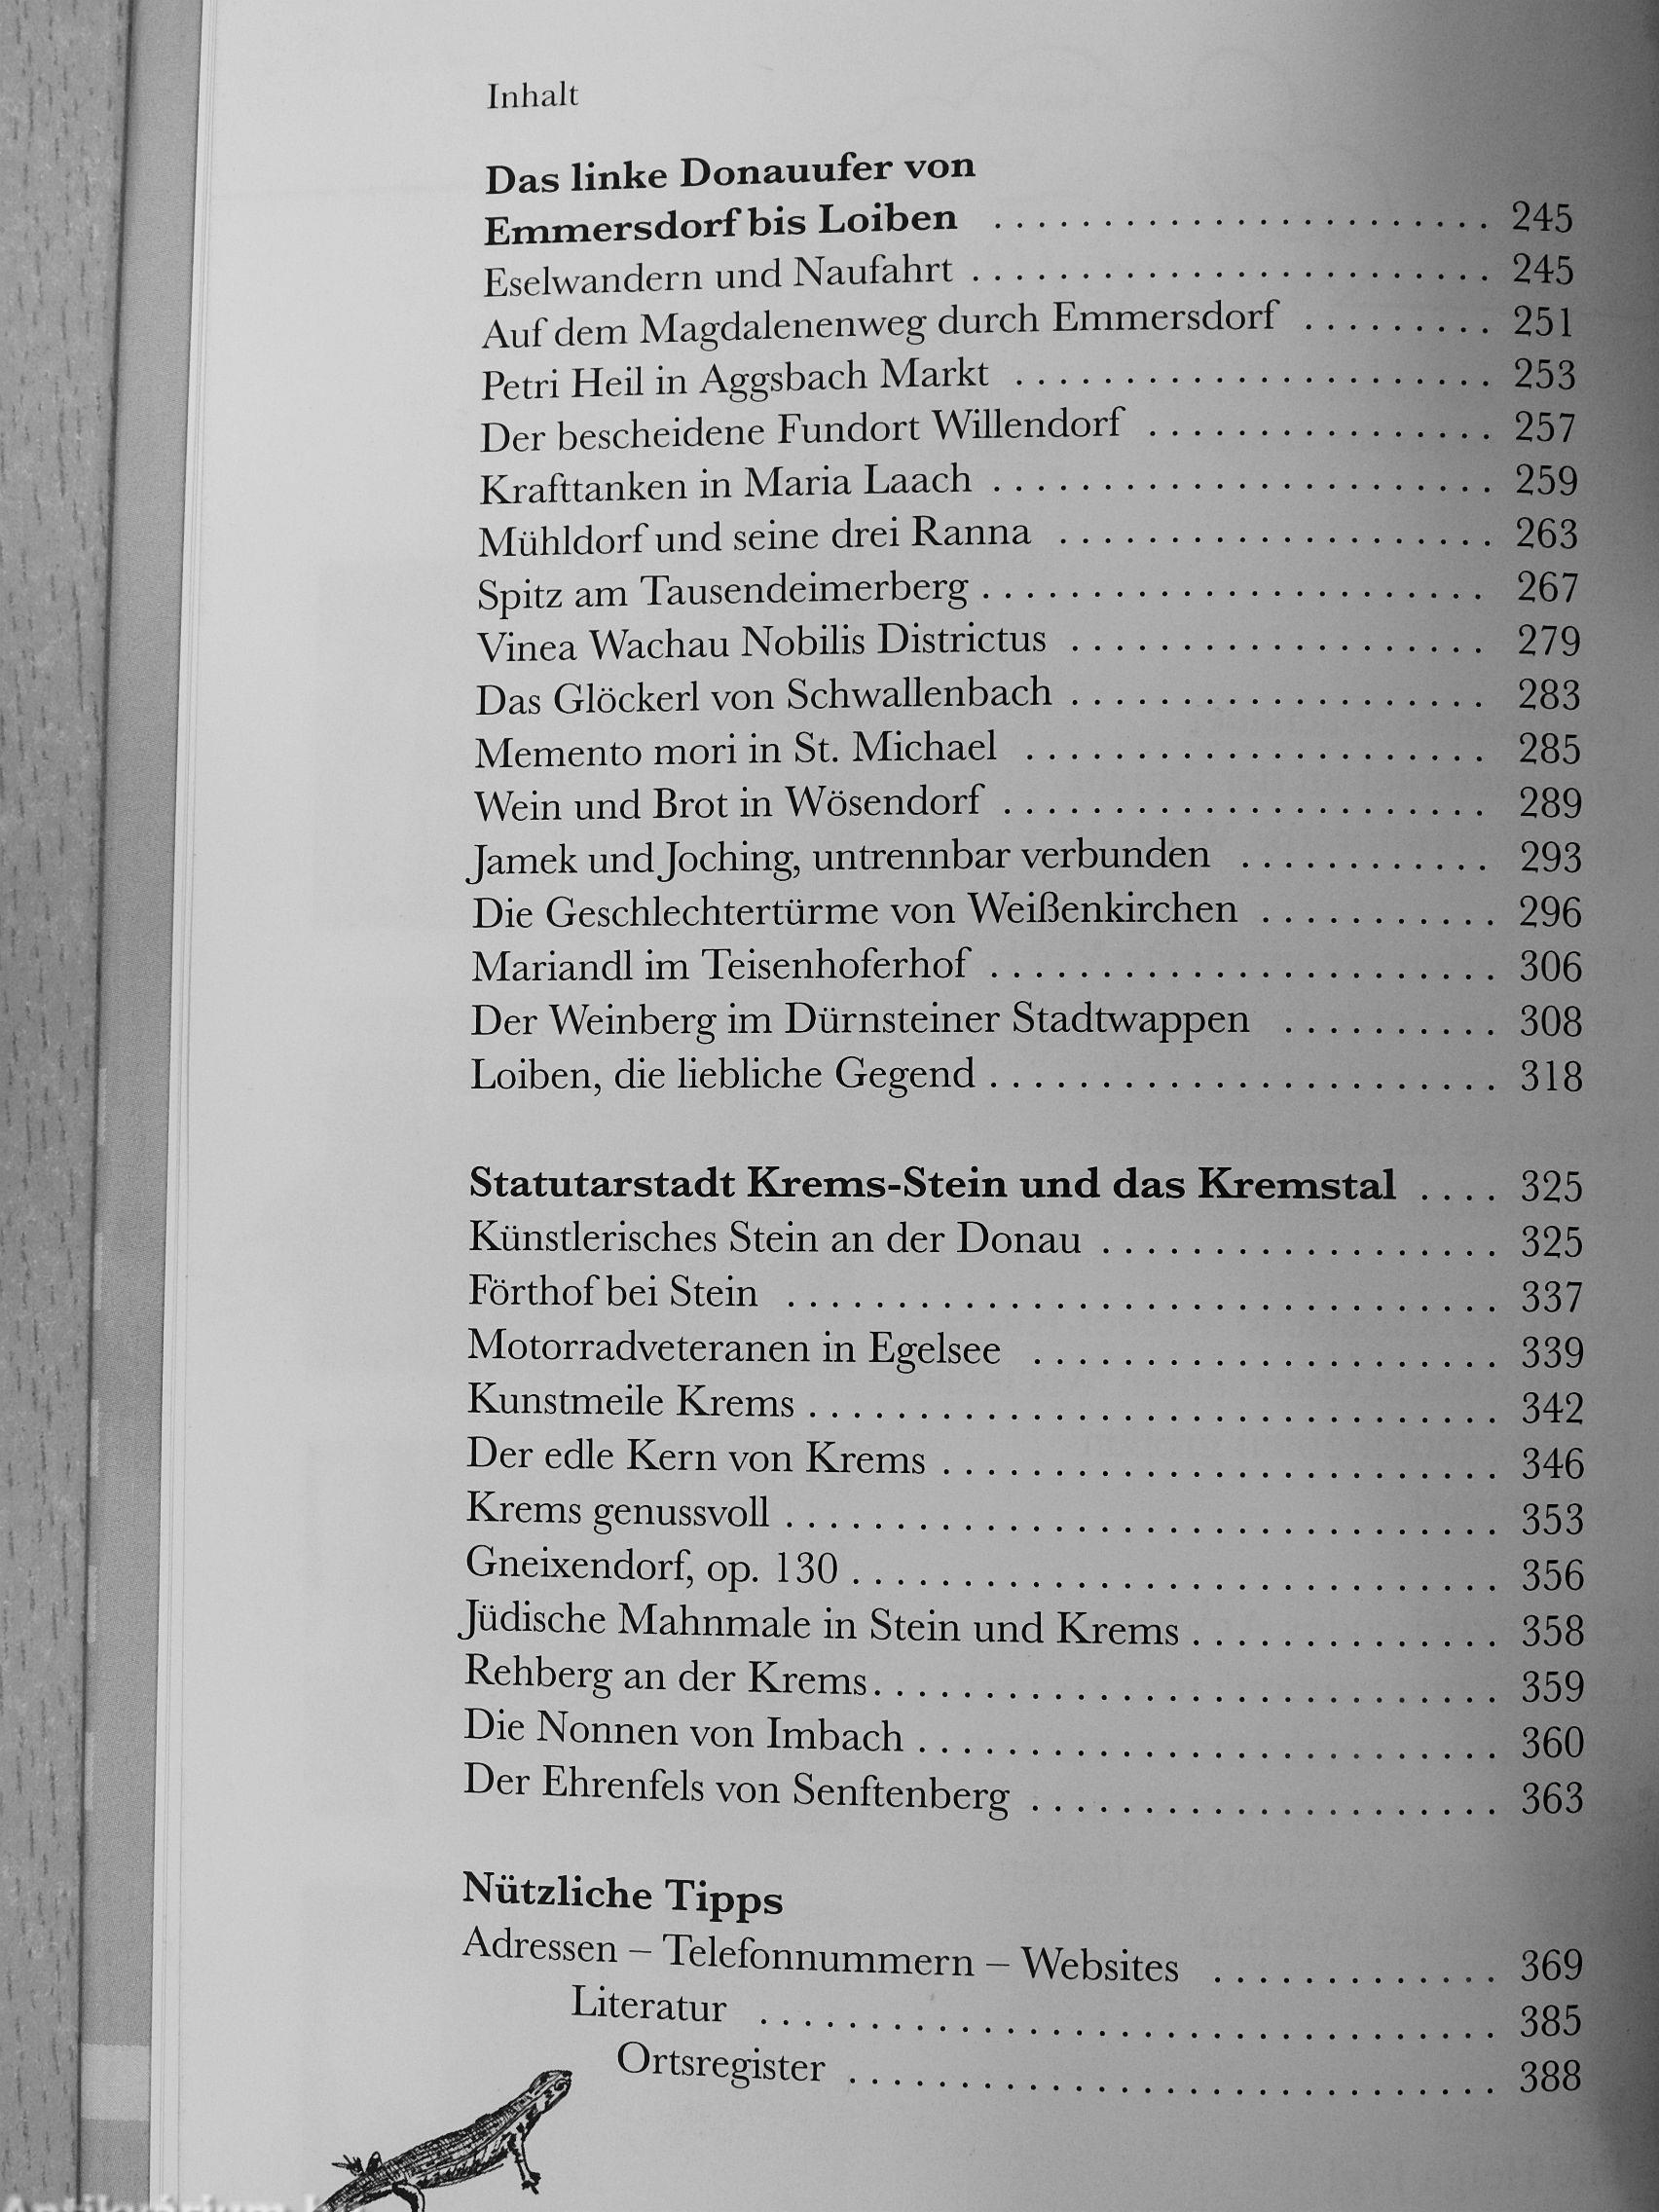 Inhalt
Das linke Donauufer von
Emmersdorf bis Loiben ....................... 245
Eselwandern und Naufahrt ........................ 245
Auf dem Magdalenenweg durch Emmersdorf ......... 251
Petri Heil in Aggsbach Markt ...................... 253
Der bescheidene Fundort Willendorf ................ 257
Krafttanken in Maria Laach ....................... 259
Mühldorf und seine drei Ranna .................... 263
Spitz am Tausendeimerberg ....................... 267
Vinea Wachau Nobilis Districtus ................... 279
Das Glöckerl von Schwallenbach ................... 283
Memento mori in St. Michael ..................... 285
Wein und Brot in Wösendorf ...................... 289
Jamek und Joching, untrennbar verbunden ............ 293
Die Geschlechtertürme von Weißenkirchen ........... 296
Mariandl im Teisenhoferhof ....................... 306
Der Weinberg im Dürnsteiner Stadtwappen .......... 308
Loiben, die liebliche Gegend ....................... 318
Statutarstadt Krems-Stein und das Kremstal .... 325
Künstlerisches Stein an der Donau .................. 325
Förthof bei Stein ................................ 337
Motorradveteranen in Egelsee ..................... 339
Kunstmeile Krems ............................... 342
Der edle Kern von Krems ......................... 346
Krems genussvoll ................................ 353
Gneixendorf, op. 130 ............................. 356
Jüdische Mahnmale in Stein und Krems .............. 358
Rehberg an der Krems ............................ 359
Die Nonnen von Imbach .......................... 360
Der Ehrenfels von Senftenberg ..................... 363
Nützliche Tipps
Adressen – Telefonnummern – Websites ............. 369
Literatur .................................. 385
Ortsregister ............................. 388